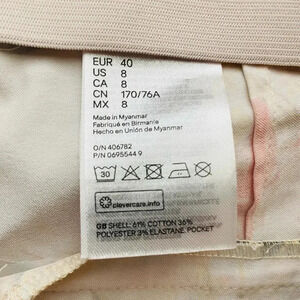 EUR 40
US 8
CA 8
CN 170/76A
MX 8
Made in Myanmar
Fabriqué en Birmanie
Hecho en Unión de Myanmar
O/N 406782
P/N 0695544 9
30
clevercare.info
GB SHELL: 61% COTTON 36%
POLYESTER 3% ELASTANE POCKET